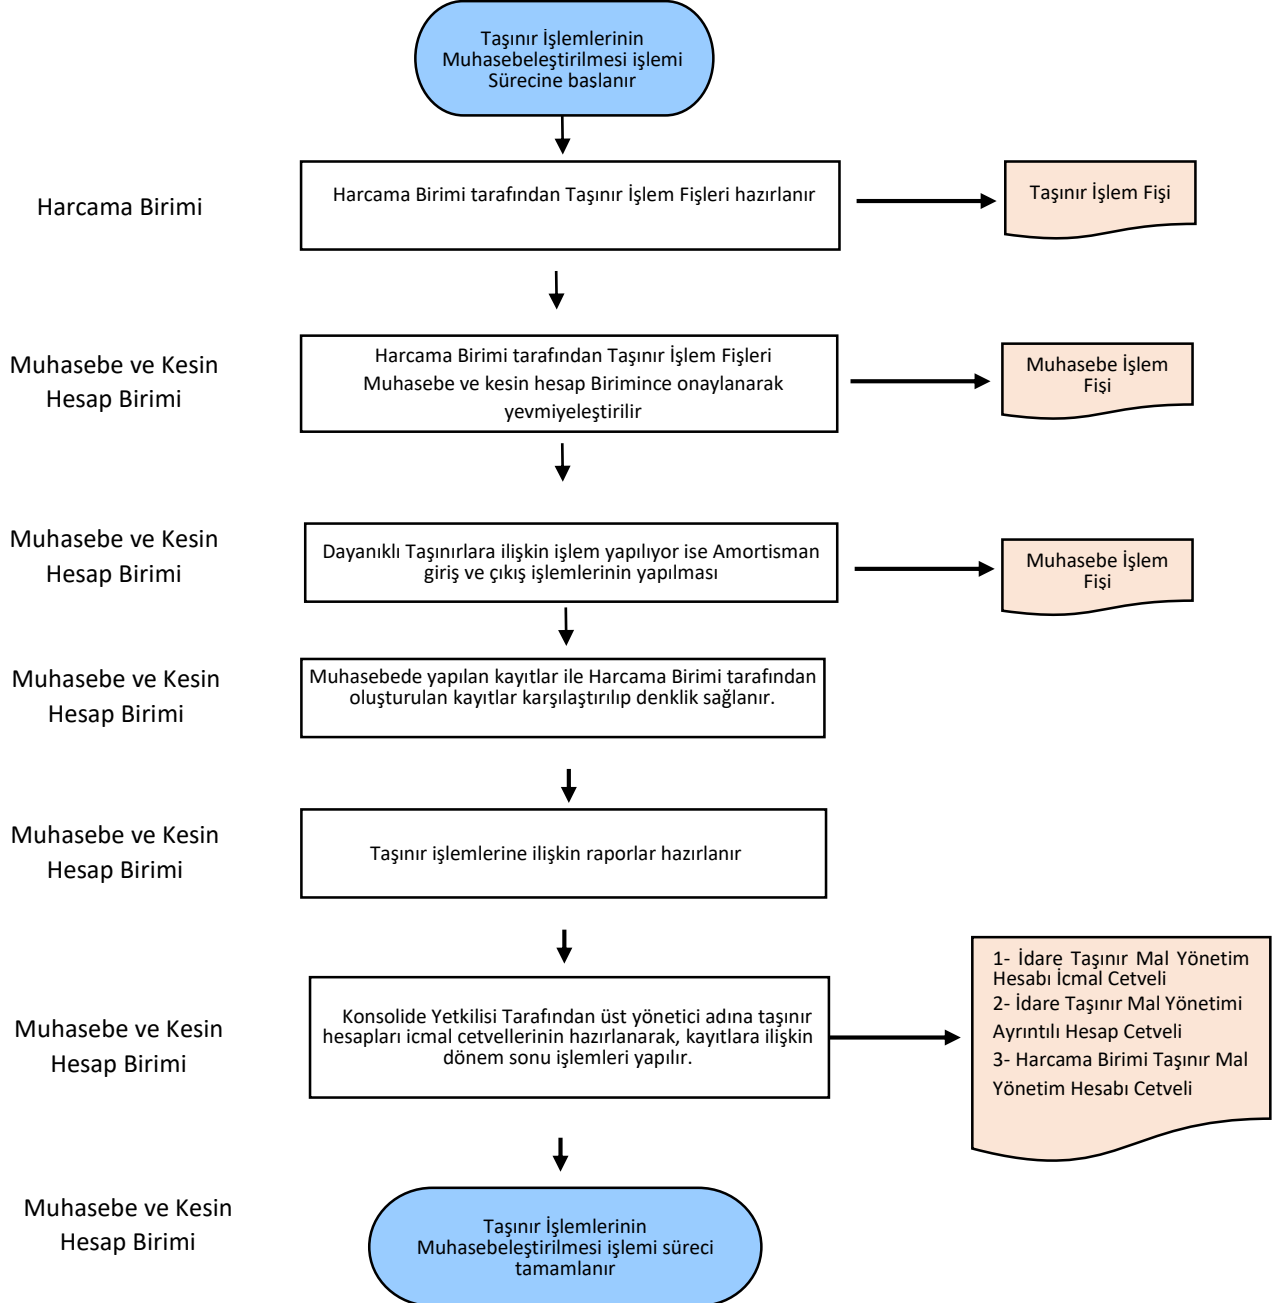 Taşınır İşlemlerinin
Muhasebeleştirilmesi işlemi
Sürecine başlanır
Harcama Birimi
Harcama Birimi tarafından Taşınır İşlem Fişleri hazırlanır
Taşınır İşlem Fişi
Muhasebe ve Kesin
Hesap Birimi
Harcama Birimi tarafından Taşınır İşlem Fişleri
Muhasebe ve kesin hesap Birimince onaylanarak
yevmiyeleştirilir
Muhasebe İşlem
Fişi
Muhasebe ve Kesin
Hesap Birimi
Dayanıklı Taşınırlara ilişkin işlem yapılıyor ise Amortisman
giriş ve çıkış işlemlerinin yapılması
Muhasebe İşlem
Fişi
Muhasebe ve Kesin
Hesap Birimi
Muhasebede yapılan kayıtlar ile Harcama Birimi tarafından
oluşturulan kayıtlar karşılaştırılıp denklik sağlanır.
Muhasebe ve Kesin
Hesap Birimi
Taşınır işlemlerine ilişkin raporlar hazırlanır
Muhasebe ve Kesin
Hesap Birimi
Konsolide Yetkilisi Tarafından üst yönetici adına taşınır
hesapları icmal cetvellerinin hazırlanarak, kayıtlara ilişkin
dönem sonu işlemleri yapılır.
1- İdare Taşınır Mal Yönetim
Hesabı İcmal Cetveli
2- İdare Taşınır Mal Yönetimi
Ayrıntılı Hesap Cetveli
3- Harcama Birimi Taşınır Mal
Yönetim Hesabı Cetveli
Muhasebe ve Kesin
Hesap Birimi
Taşınır İşlemlerinin
Muhasebeleştirilmesi işlemi süreci
tamamlanır